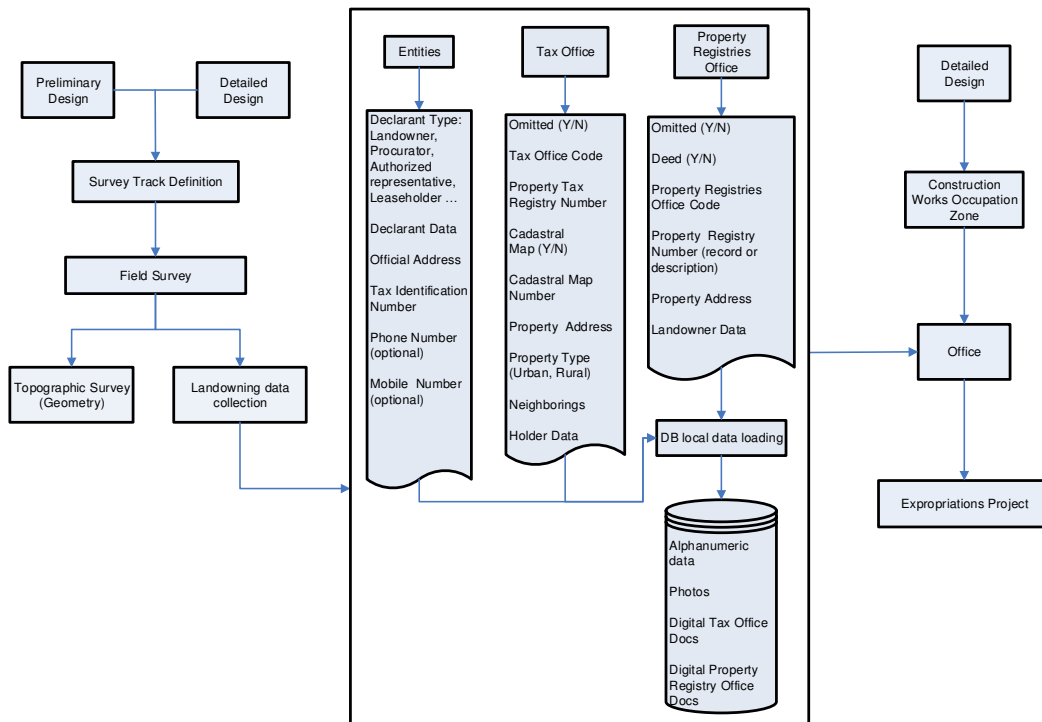 Preliminary
Design
Detailed
Design
Survey Track Definition
Field Survey
Topographic Survey
(Geometry)
Landowning data
collection
Entities
Declarant Type:
Landowner,
Procurator,
Authorized
representative,
Leaseholder ...
Declarant Data
Official Address
Tax Identification
Number
Phone Number
(optional)
Mobile Number
(optional)
Tax Office
Omitted (Y/N)
Tax Office Code
Property Tax
Registry Number
Cadastral
Map (Y/N)
Cadastral Map
Number
Property Address
Property Type
(Urban, Rural)
Neighborings
Holder Data
Property
Registries
Office
Omitted (Y/N)
Deed (Y/N)
Property Registries
Office Code
Property Registry
Number (record or
description)
Property Address
Landowner Data
DB local data loading
Alphanumeric
data
Photos
Digital Tax Office
Docs
Digital Property
Registry Office
Docs
Detailed
Design
Construction
Works Occupation
Zone
Office
Expropriations Project